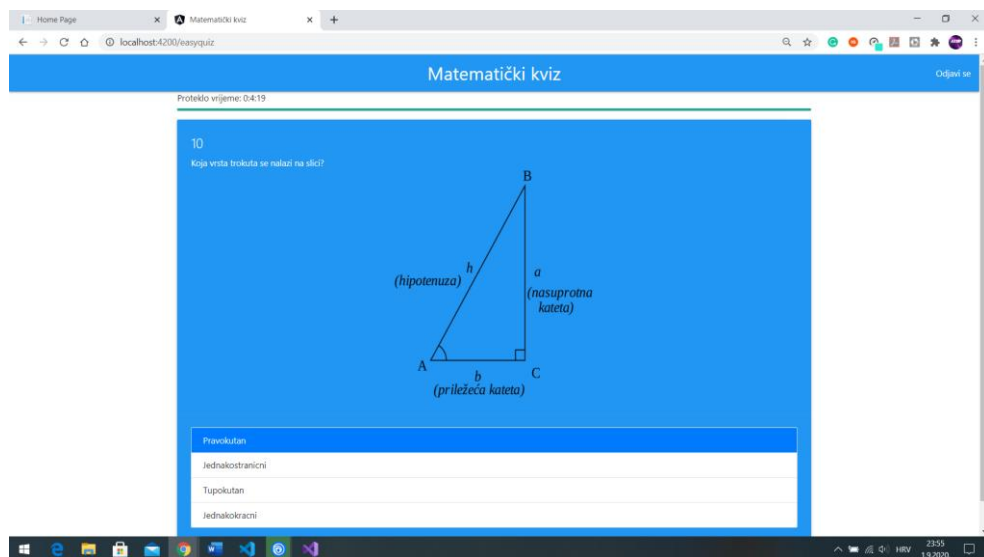 Home Page
Matematički kviz
localhost:4200/easyquiz
Matematički kviz
Odjavi se
Proteklo vrijeme: 0:4:19
10
Koja vrsta trokuta se nalazi na slici?
B
h
(hipotenuza)
a
(nasuprotna
kateta)
A
b
C
(priležeća kateta)
Pravokutan
Jednakostranicni
Tupokutan
Jednakokracni
HRV
23:55
1.9.2020.